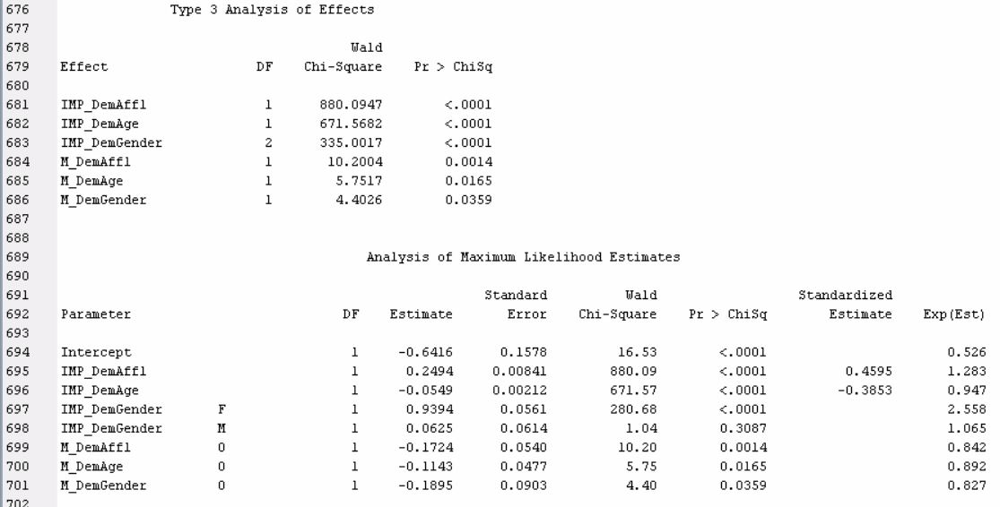 676 Type 3 Analysis of Effects
677
678 Wald
679 Effect DF Chi-Square Pr > ChiSq
680
681 IMP_DemAffl 1 880.0947 <.0001
682 IMP_DemAge 1 671.5682 <.0001
683 IMP_DemGender 2 335.0017 <.0001
684 M_DemAffl 1 10.2004 0.0014
685 M_DemAge 1 5.7517 0.0165
686 M_DemGender 1 4.4026 0.0359
687
688
689 Analysis of Maximum Likelihood Estimates
690
691 Standard Wald Standardized
692 Parameter DF Estimate Error Chi-Square Pr > ChiSq Estimate Exp(Est)
693
694 Intercept 1 -0.6416 0.1578 16.53 <.0001 0.526
695 IMP_DemAffl 1 0.2494 0.00841 880.09 <.0001 0.4595 1.283
696 IMP_DemAge 1 -0.0549 0.00212 671.57 <.0001 -0.3853 0.947
697 IMP_DemGender F 1 0.9394 0.0561 280.68 <.0001 2.558
698 IMP_DemGender M 1 0.0625 0.0614 1.04 0.3087 1.065
699 M_DemAffl 0 1 -0.1724 0.0540 10.20 0.0014 0.842
700 M_DemAge 0 1 -0.1143 0.0477 5.75 0.0165 0.892
701 M_DemGender 0 1 -0.1895 0.0903 4.40 0.0359 0.827
702